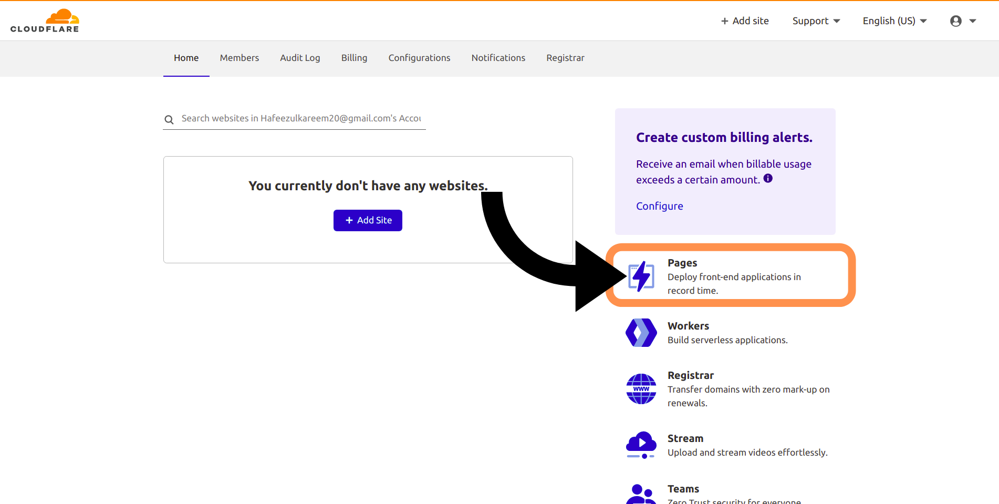 CLOUDFLARE
+ Add site
Support
English (US)
Home
Members
Audit Log
Billing
Configurations
Notifications
Registrar
Search websites in Hafeezulkareem20@gmail.com's Accou
You currently don't have any websites.
+ Add Site
Create custom billing alerts.
Receive an email when billable usage
exceeds a certain amount.
Configure
Pages
Deploy front-end applications in
record time.
Workers
Build serverless applications.
Registrar
www
Transfer domains with zero mark-up on
renewals.
Stream
Upload and stream videos effortlessly.
Teams
Zero Trust security for everyone